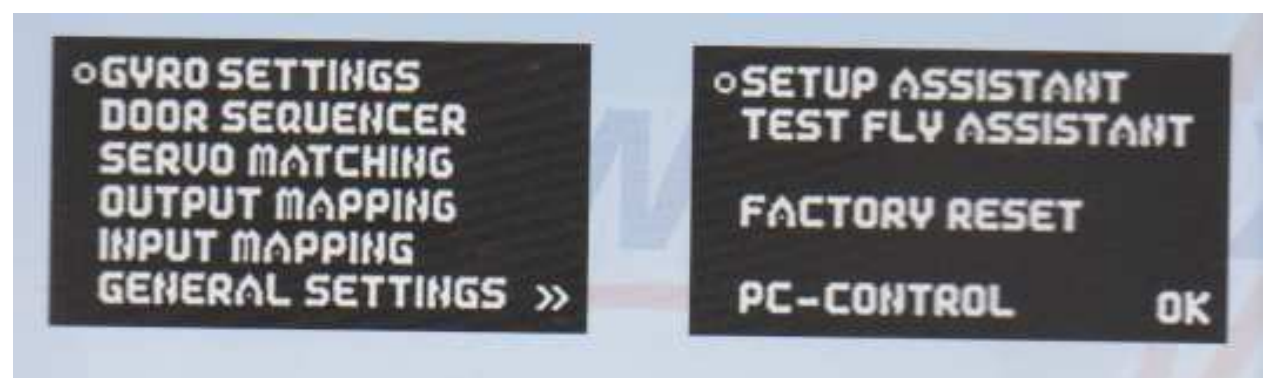 GYRO SETTINGS
DOOR SEQUENCER
SERVO MATCHING
OUTPUT MAPPING
INPUT MAPPING
GENERAL SETTINGS »
SETUP ASSISTANT
TEST FLY ASSISTANT
FACTORY RESET
PC-CONTROL OK